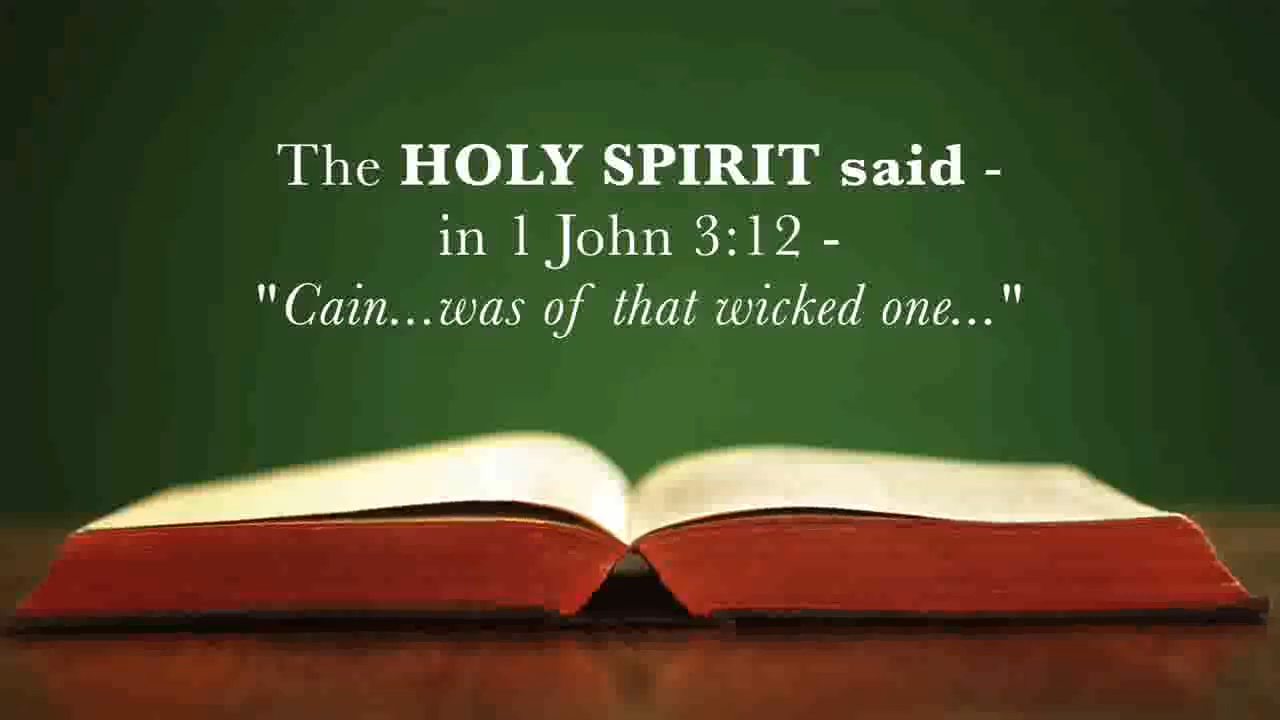 The HOLY SPIRIT said -
in 1 John 3:12 -
"Cain...was of that wicked one..."